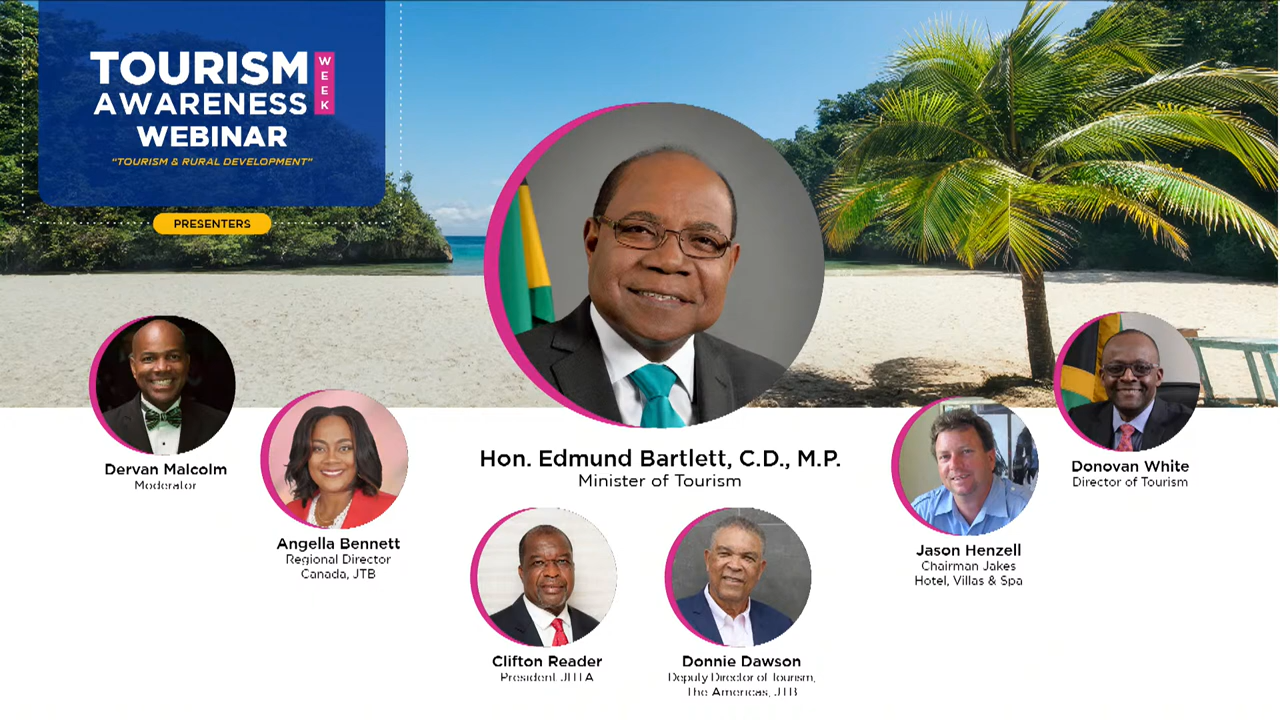 TOURISM
AWARENESS
WEEK
WEBINAR
"TOURISM & RURAL DEVELOPMENT"
PRESENTERS
Hon. Edmund Bartlett, C.D., M.P.
Minister of Tourism
Dervan Malcolm
Moderator
Angella Bennett
Regional Director
Canada, JTB
Clifton Reader
President JHTA
Donnie Dawson
Deputy Director of Tourism,
The Americas, JTB
Jason Henzell
Chairman Jakes
Hotel, Villas & Spa
Donovan White
Director of Tourism